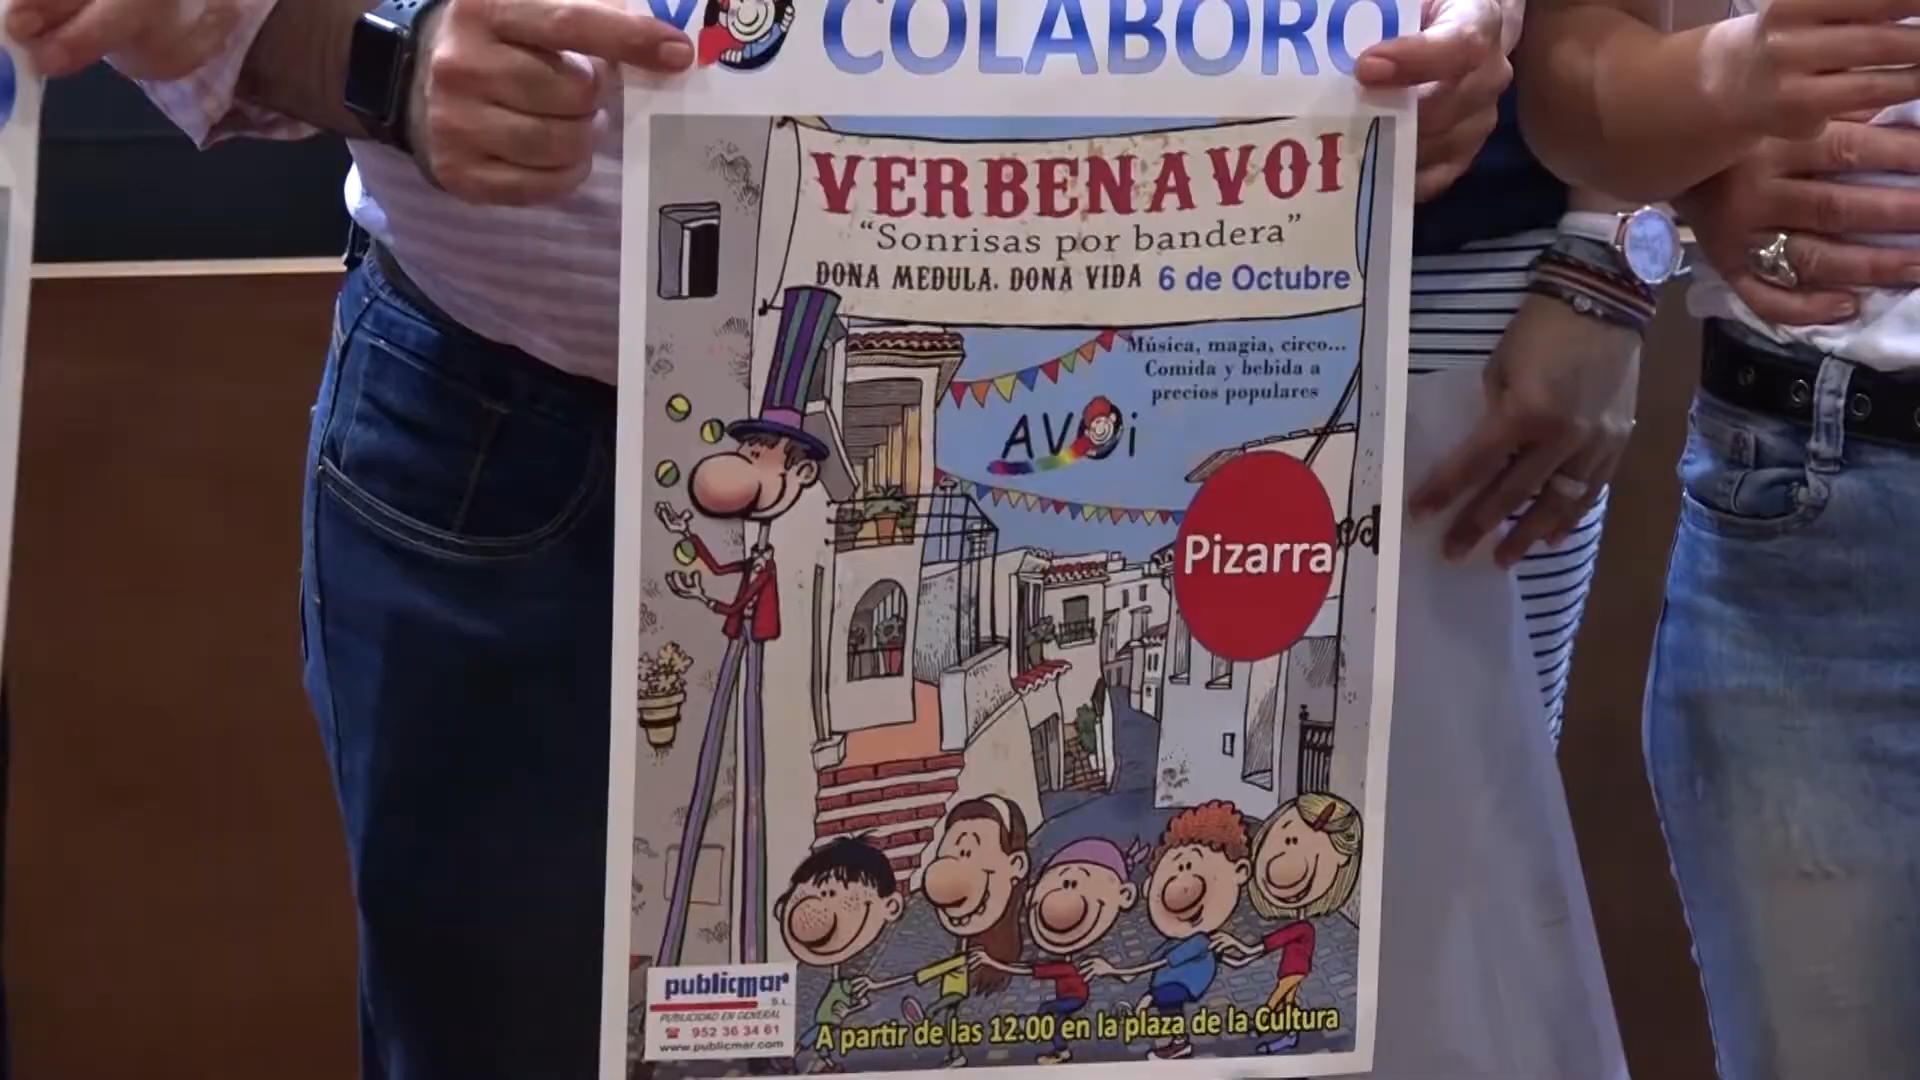 YO COLABORO
VERBENAVOI
“Sonrisas por bandera”
DONA MEDULA. DONA VIDA 6 de Octubre
Música, magia, circo...
Comida y bebida a
precios populares
AVOi
Pizarra
publicmar
S.L.
PUBLICIDAD EN GENERAL
952 36 34 61
www.publicmar.com
A partir de las 12.00 en la plaza de la Cultura